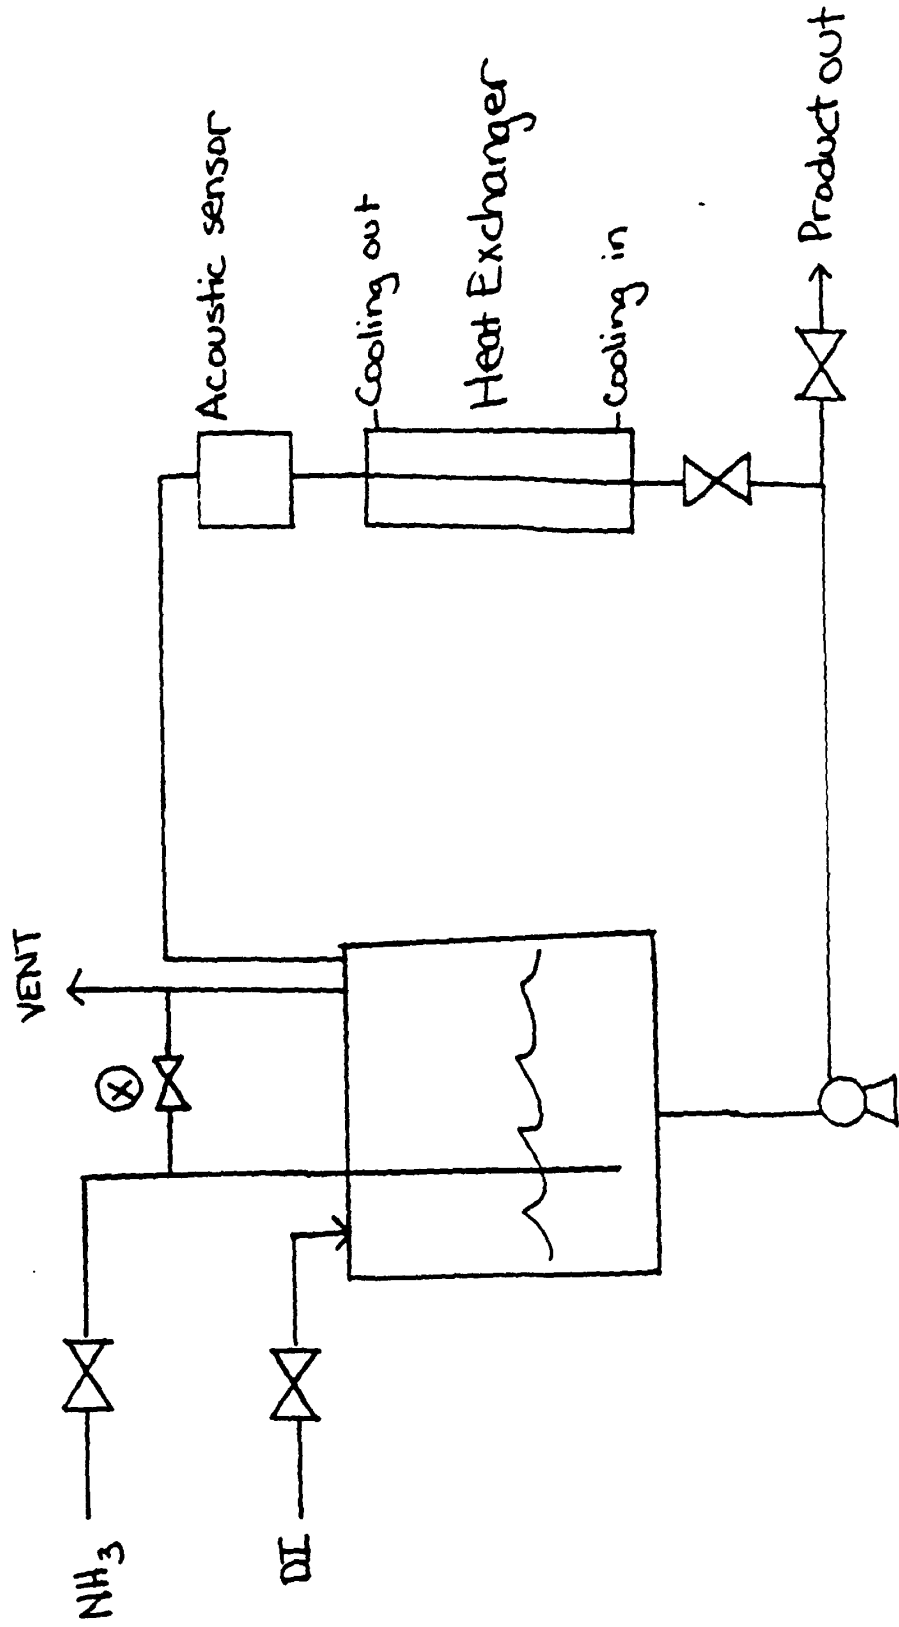 NH3
DI
VENT
X
Acoustic sensor
Cooling out
Heat Exchanger
Cooling in
Product out